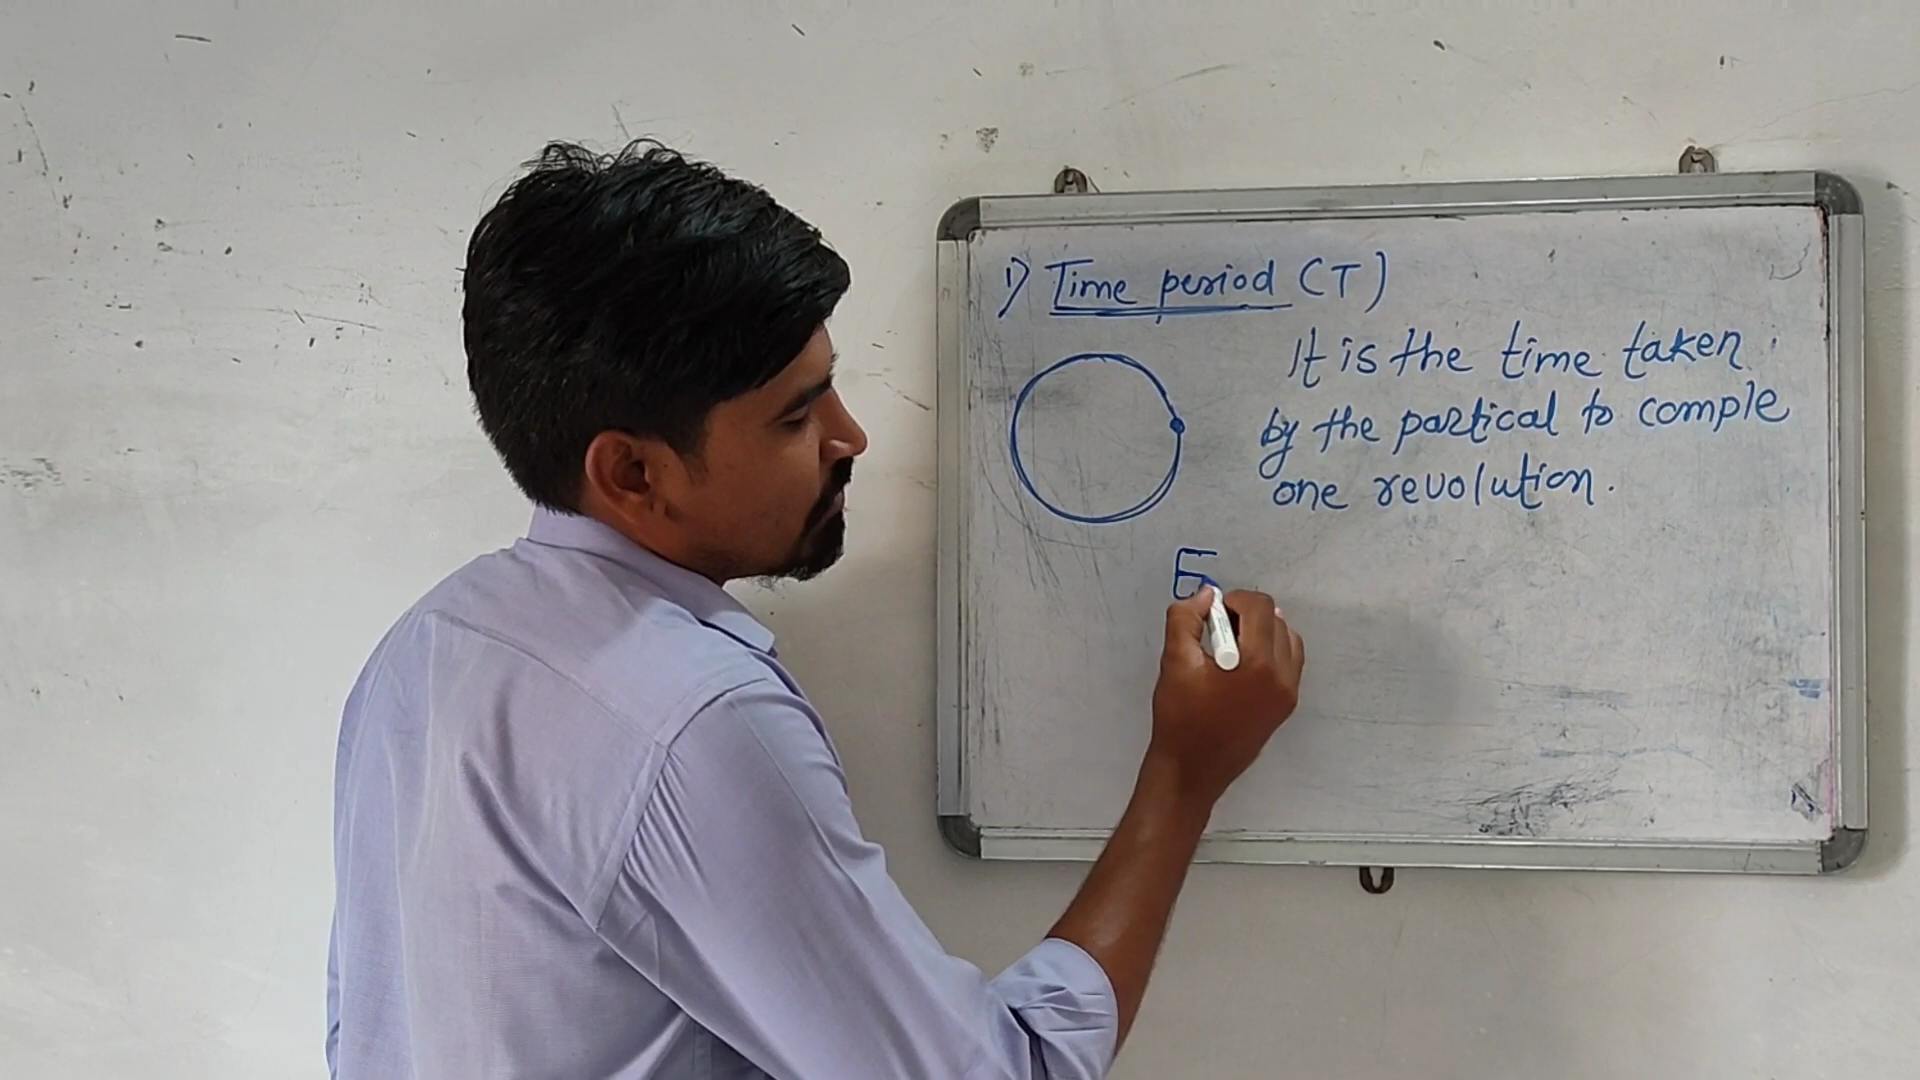 1) Time period (T)
It is the time taken
by the partical to comple
one revolution.
E